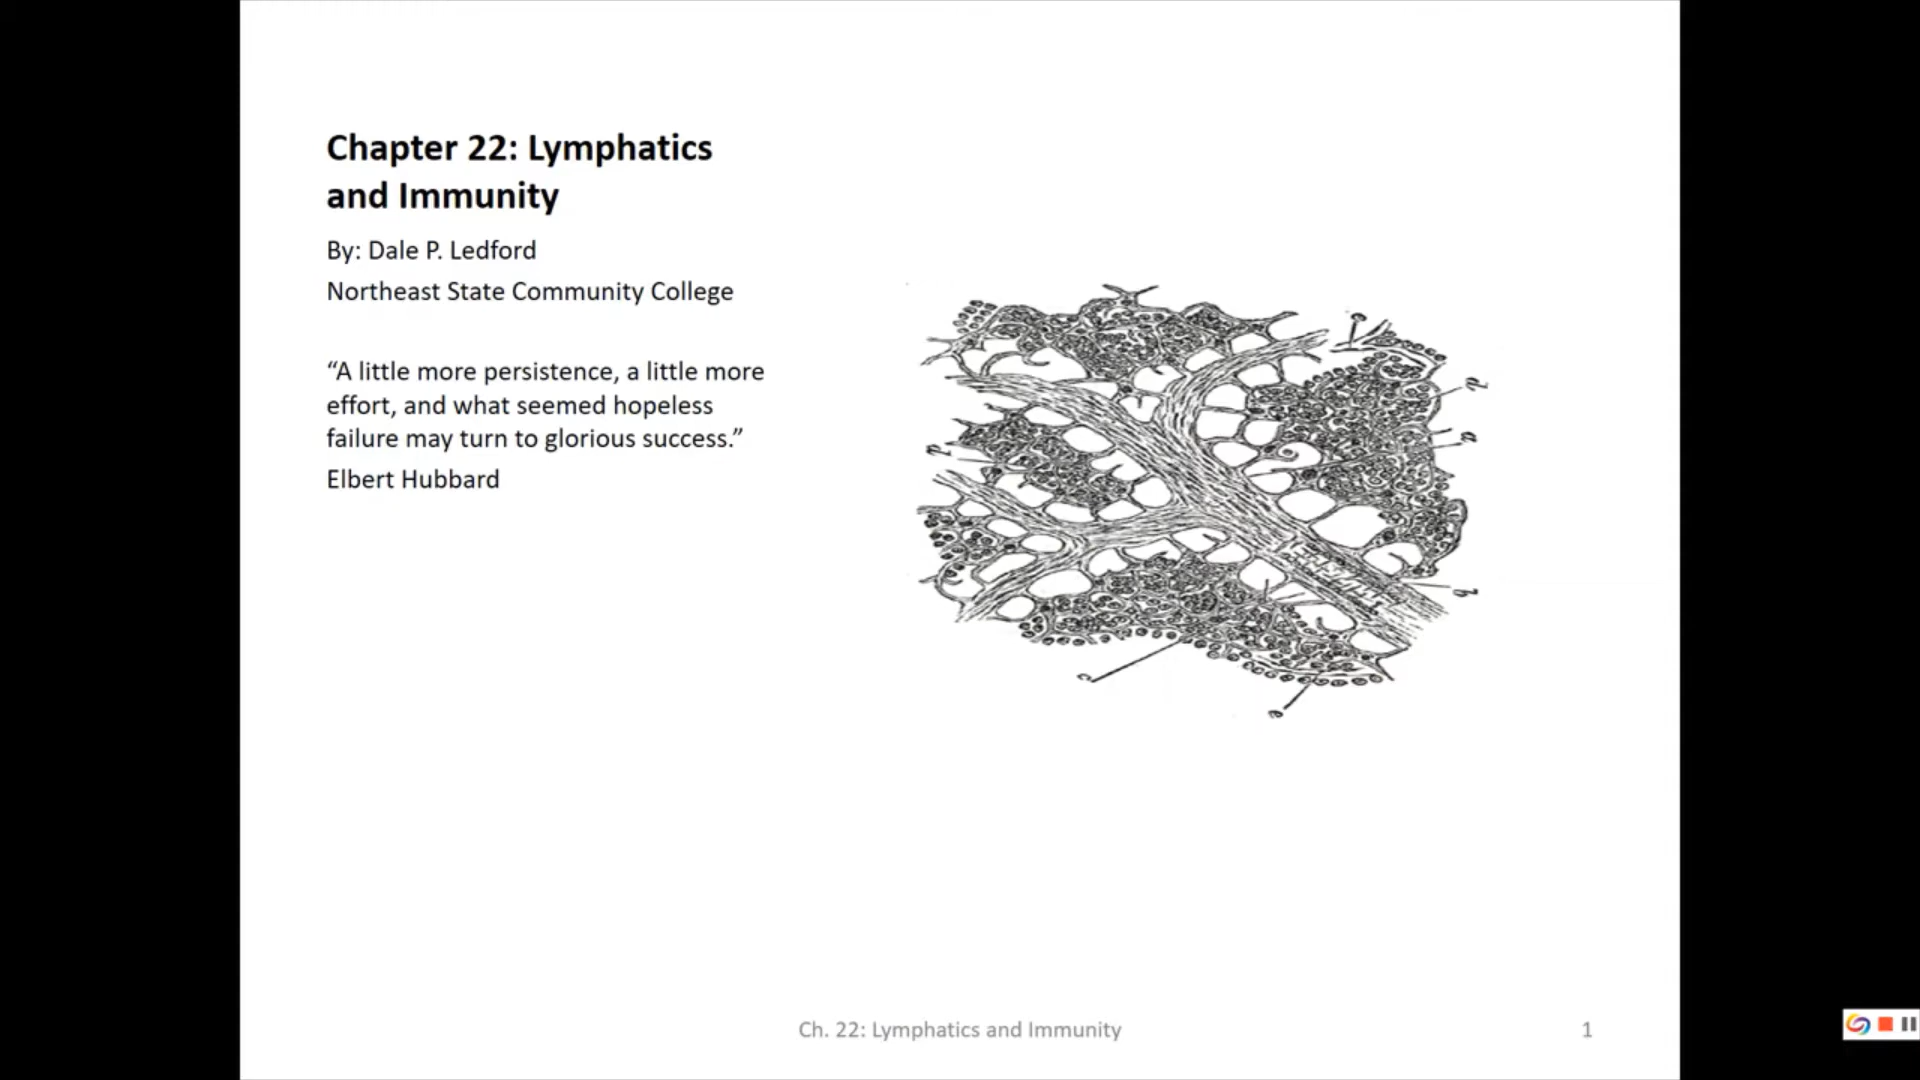 Chapter 22: Lymphatics
and Immunity
By: Dale P. Ledford
Northeast State Community College
“A little more persistence, a little more
effort, and what seemed hopeless
failure may turn to glorious success.”
Elbert Hubbard
c
e
Ch. 22: Lymphatics and Immunity
1